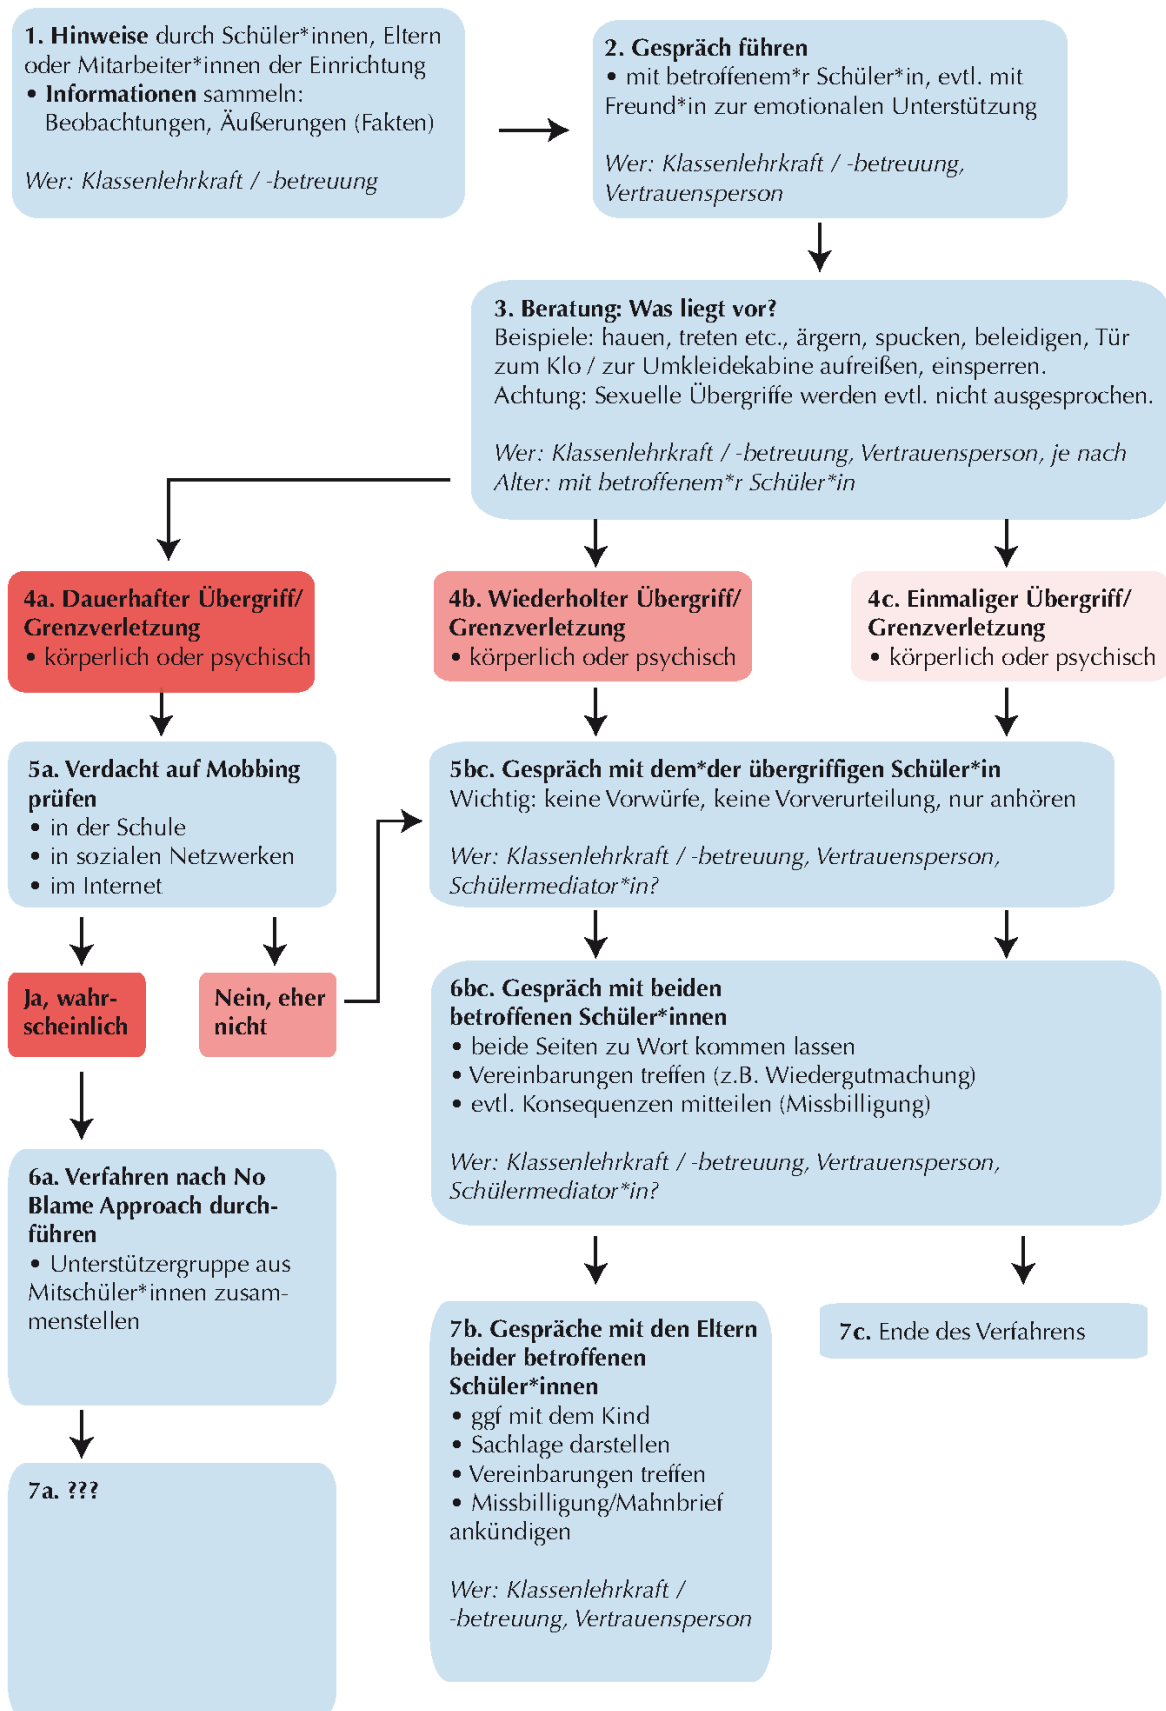 1. Hinweise durch Schüler*innen, Eltern
oder Mitarbeiter*innen der Einrichtung
• Informationen sammeln:
Beobachtungen, Äußerungen (Fakten)
Wer: Klassenlehrkraft / -betreuung
2. Gespräch führen
• mit betroffenem*r Schüler*in, evtl. mit
Freund*in zur emotionalen Unterstützung
Wer: Klassenlehrkraft / -betreuung,
Vertrauensperson
3. Beratung: Was liegt vor?
Beispiele: hauen, treten etc., ärgern, spucken, beleidigen, Tür
zum Klo / zur Umkleidekabine aufreißen, einsperren.
Achtung: Sexuelle Übergriffe werden evtl. nicht ausgesprochen.
Wer: Klassenlehrkraft / -betreuung, Vertrauensperson, je nach
Alter: mit betroffenem*r Schüler*in
4a. Dauerhafter Übergriff/
Grenzverletzung
• körperlich oder psychisch
4b. Wiederholter Übergriff/
Grenzverletzung
• körperlich oder psychisch
4c. Einmaliger Übergriff/
Grenzverletzung
• körperlich oder psychisch
5a. Verdacht auf Mobbing
prüfen
• in der Schule
• in sozialen Netzwerken
• im Internet
5bc. Gespräch mit dem*der übergriffigen Schüler*in
Wichtig: keine Vorwürfe, keine Vorverurteilung, nur anhören
Wer: Klassenlehrkraft / -betreuung, Vertrauensperson,
Schülermediator*in?
Ja, wahr-
scheinlich
Nein, eher
nicht
6bc. Gespräch mit beiden
betroffenen Schüler*innen
• beide Seiten zu Wort kommen lassen
• Vereinbarungen treffen (z.B. Wiedergutmachung)
• evtl. Konsequenzen mitteilen (Missbilligung)
Wer: Klassenlehrkraft / -betreuung, Vertrauensperson,
Schülermediator*in?
6a. Verfahren nach No
Blame Approach durch-
führen
• Unterstützergruppe aus
Mitschüler*innen zusam-
menstellen
7b. Gespräche mit den Eltern
beider betroffenen
Schüler*innen
• ggf mit dem Kind
• Sachlage darstellen
• Vereinbarungen treffen
• Missbilligung/Mahnbrief
ankündigen
Wer: Klassenlehrkraft /
-betreuung, Vertrauensperson
7c. Ende des Verfahrens
7a. ???